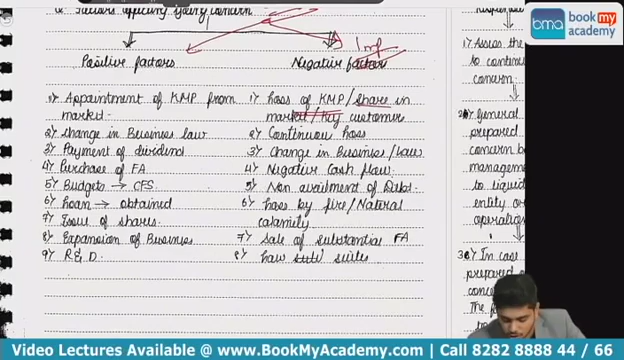 Q. Factors affecting going concern
Positive factors
Negative factors
Imp
1) Appointment of KMP from
market.
2) change in Business law
3) Payment of dividend
4) Purchase of FA
5) Budgets → CFS
6) Loan → obtained
7) Issue of shares
8) Expansion of Business
9) R & D.
1) Loss of KMP/share in
market/key customer
2) Continuous loss
3) Change in Business/Law
4) Negative Cash flow
5) Non availment of Debt
6) Loss by fire/Natural
calamity
7) Sale of substantial FA
8) Law suites
1) Assess the
to continue
concern
2) General
prepared
concern b
management
to liquid
entity or
operations
3) In case
prepared o
conce
The f
bma book my academy
Video Lectures Available @ www.BookMyAcademy.com | Call 8282 8888 44 / 66